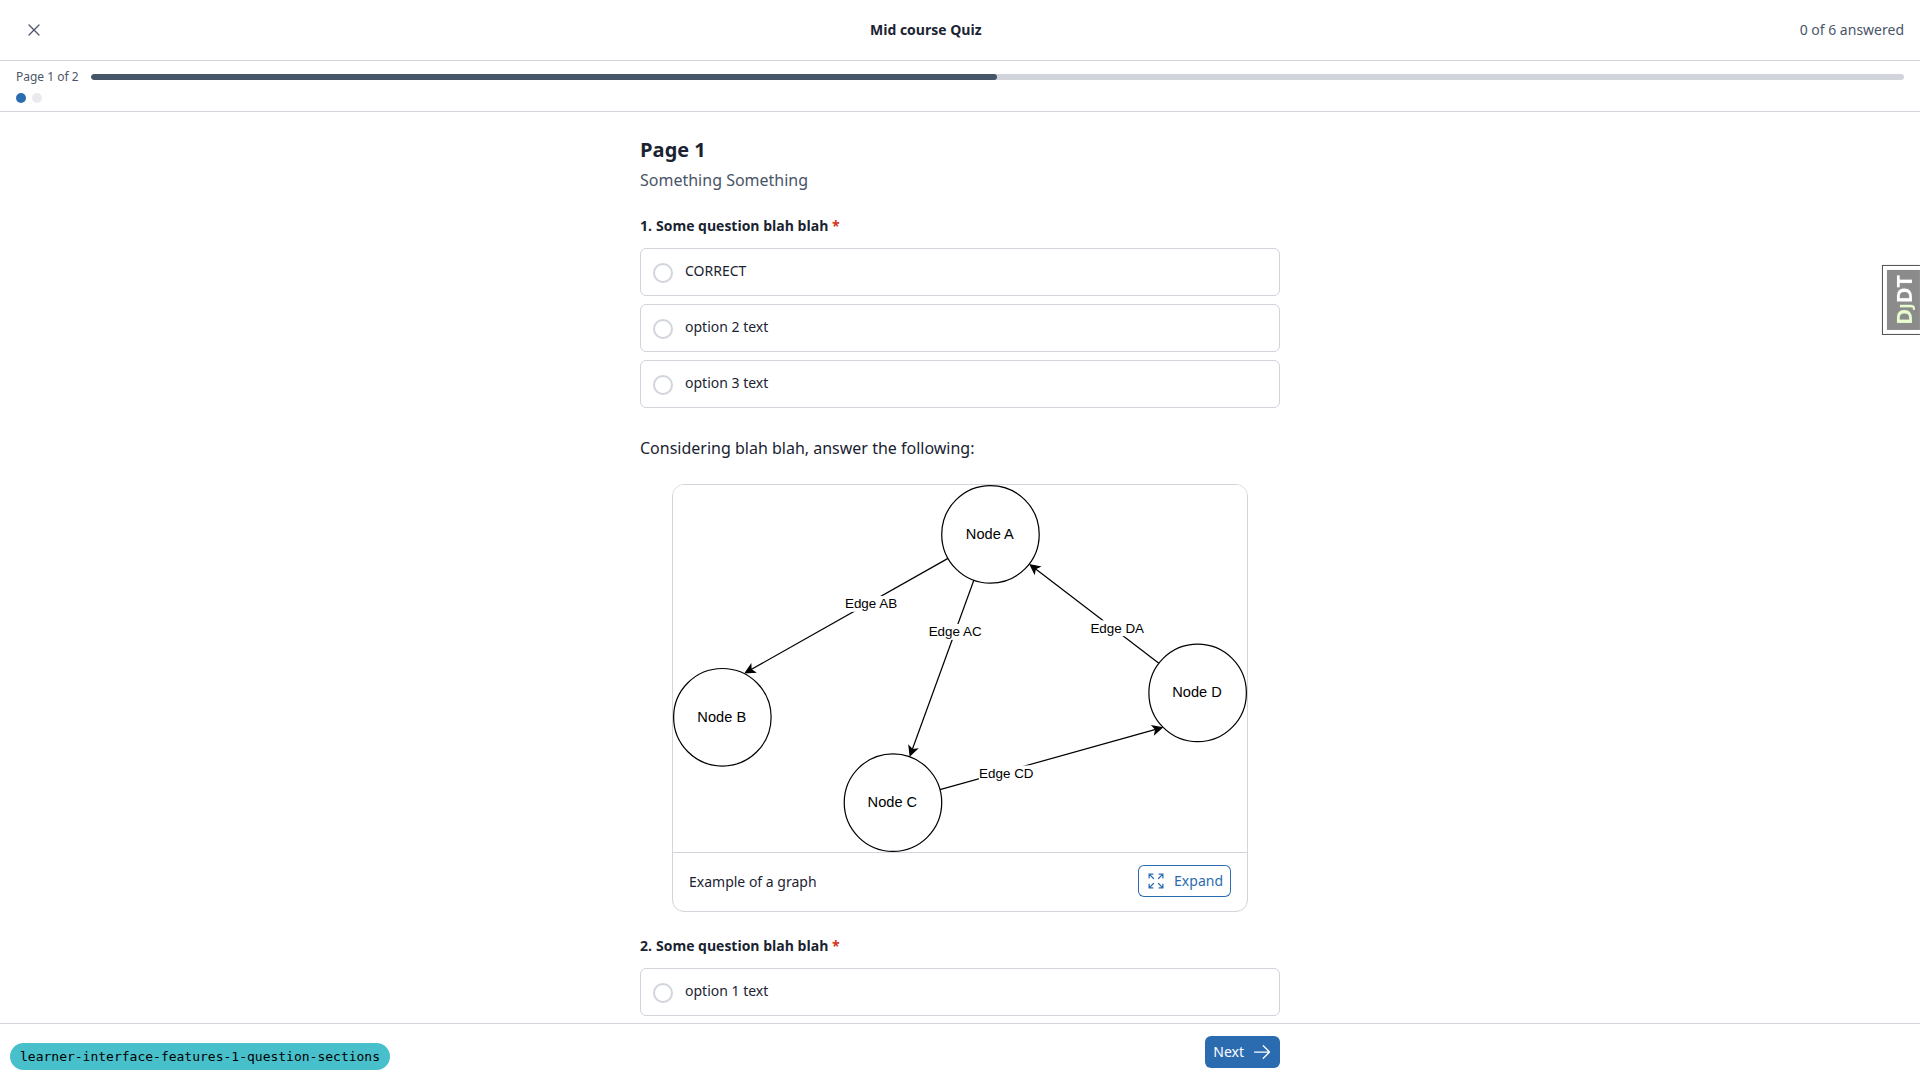 Mid course Quiz
0 of 6 answered
Page 1 of 2
Page 1
Something Something
1. Some question blah blah *
CORRECT
option 2 text
option 3 text
DJDT
Considering blah blah, answer the following:
Node A
Edge AB
Edge AC
Edge DA
Node D
Node B
Edge CD
Node C
Example of a graph
Expand
2. Some question blah blah *
option 1 text
learner-interface-features-1-question-sections
Next